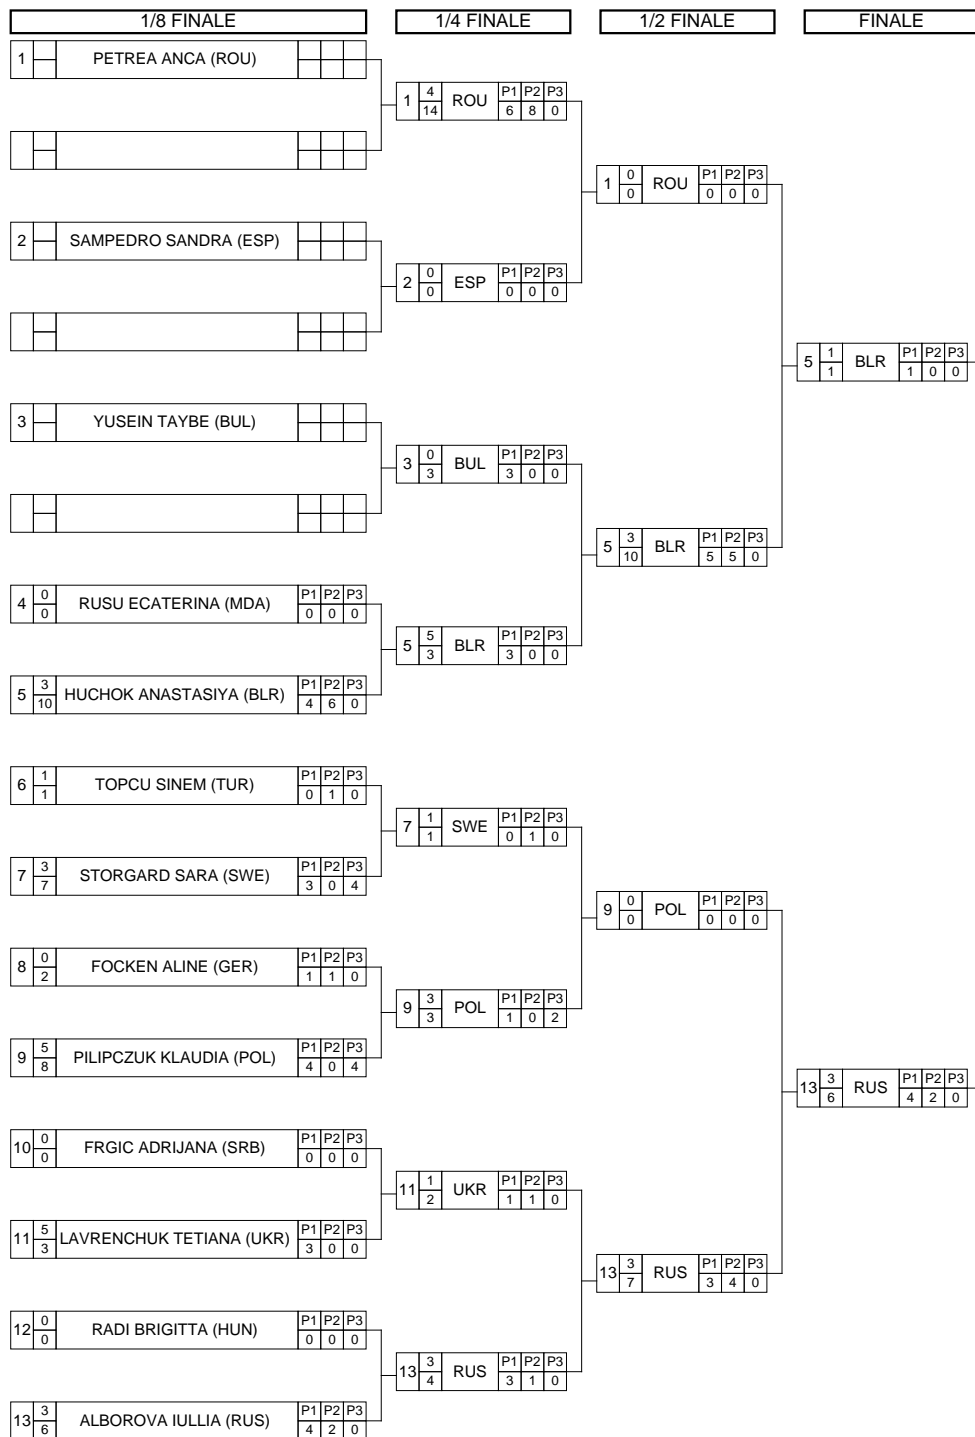 1/8 FINALE 1/4 FINALE 1/2 FINALE FINALE
1 PETREA ANCA (ROU)
1 4 14 ROU P1 P2 P3 6 8 0
1 0 0 ROU P1 P2 P3 0 0 0
2 SAMPEDRO SANDRA (ESP)
2 0 0 ESP P1 P2 P3 0 0 0
5 1 1 BLR P1 P2 P3 1 0 0
3 YUSEIN TAYBE (BUL)
3 0 3 BUL P1 P2 P3 3 0 0
5 3 10 BLR P1 P2 P3 5 5 0
4 0 0 RUSU ECATERINA (MDA) P1 P2 P3 0 0 0
5 5 3 BLR P1 P2 P3 3 0 0
5 3 10 HUCHOK ANASTASIYA (BLR) P1 P2 P3 4 6 0
6 1 1 TOPCU SINEM (TUR) P1 P2 P3 0 1 0
7 1 1 SWE P1 P2 P3 0 1 0
7 3 7 STORGARD SARA (SWE) P1 P2 P3 3 0 4
9 0 0 POL P1 P2 P3 0 0 0
8 0 2 FOCKEN ALINE (GER) P1 P2 P3 1 1 0
9 3 3 POL P1 P2 P3 1 0 2
9 5 8 PILIPCZUK KLAUDIA (POL) P1 P2 P3 4 0 4
13 3 6 RUS P1 P2 P3 4 2 0
10 0 0 FRGIC ADRIJANA (SRB) P1 P2 P3 0 0 0
11 1 2 UKR P1 P2 P3 1 1 0
11 5 3 LAVRENCHUK TETIANA (UKR) P1 P2 P3 3 0 0
13 3 7 RUS P1 P2 P3 3 4 0
12 0 0 RADI BRIGITTA (HUN) P1 P2 P3 0 0 0
13 3 4 RUS P1 P2 P3 3 1 0
13 3 6 ALBOROVA IULLIA (RUS) P1 P2 P3 4 2 0